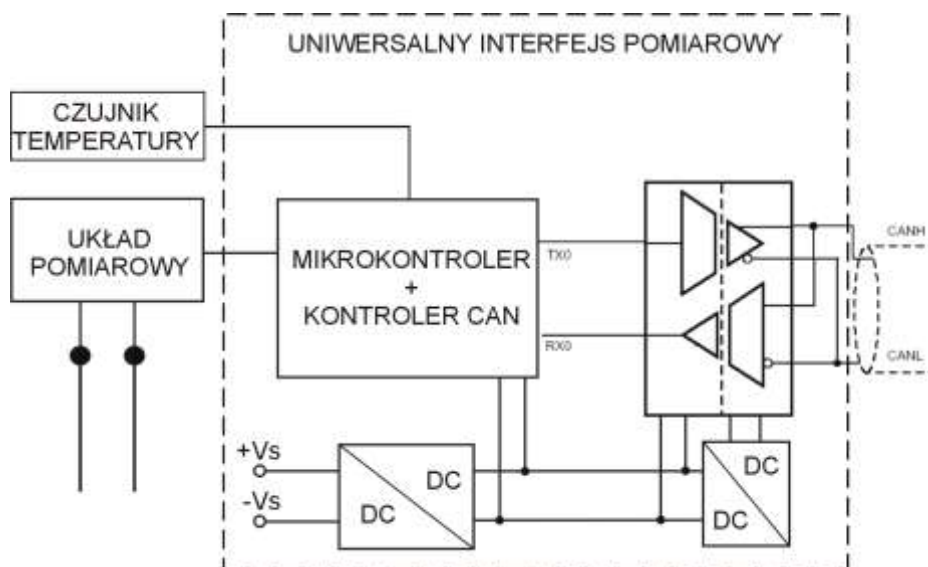 UNIWERSALNY INTERFEJS POMIAROWY
CZUJNIK
TEMPERATURY
UKŁAD
POMIAROWY
MIKROKONTROLER
+
KONTROLER CAN
TX0
RX0
CANH
CANL
+Vs
-Vs
DC
DC
DC
DC